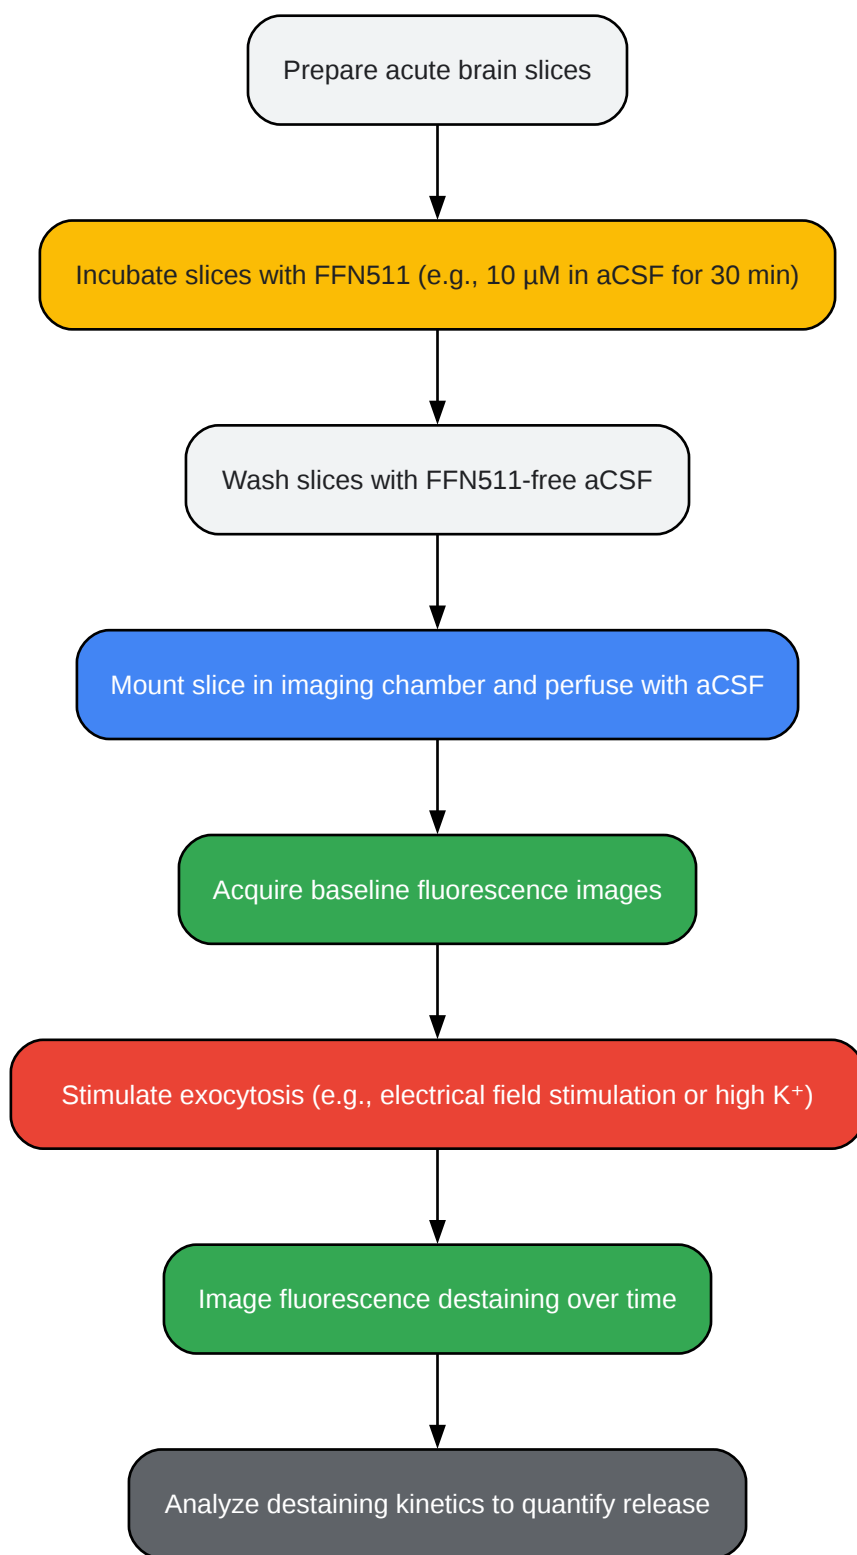 Prepare acute brain slices
Incubate slices with FFN511 (e.g., 10 µM in aCSF for 30 min)
Wash slices with FFN511-free aCSF
Mount slice in imaging chamber and perfuse with aCSF
Acquire baseline fluorescence images
Stimulate exocytosis (e.g., electrical field stimulation or high K⁺)
Image fluorescence destaining over time
Analyze destaining kinetics to quantify release